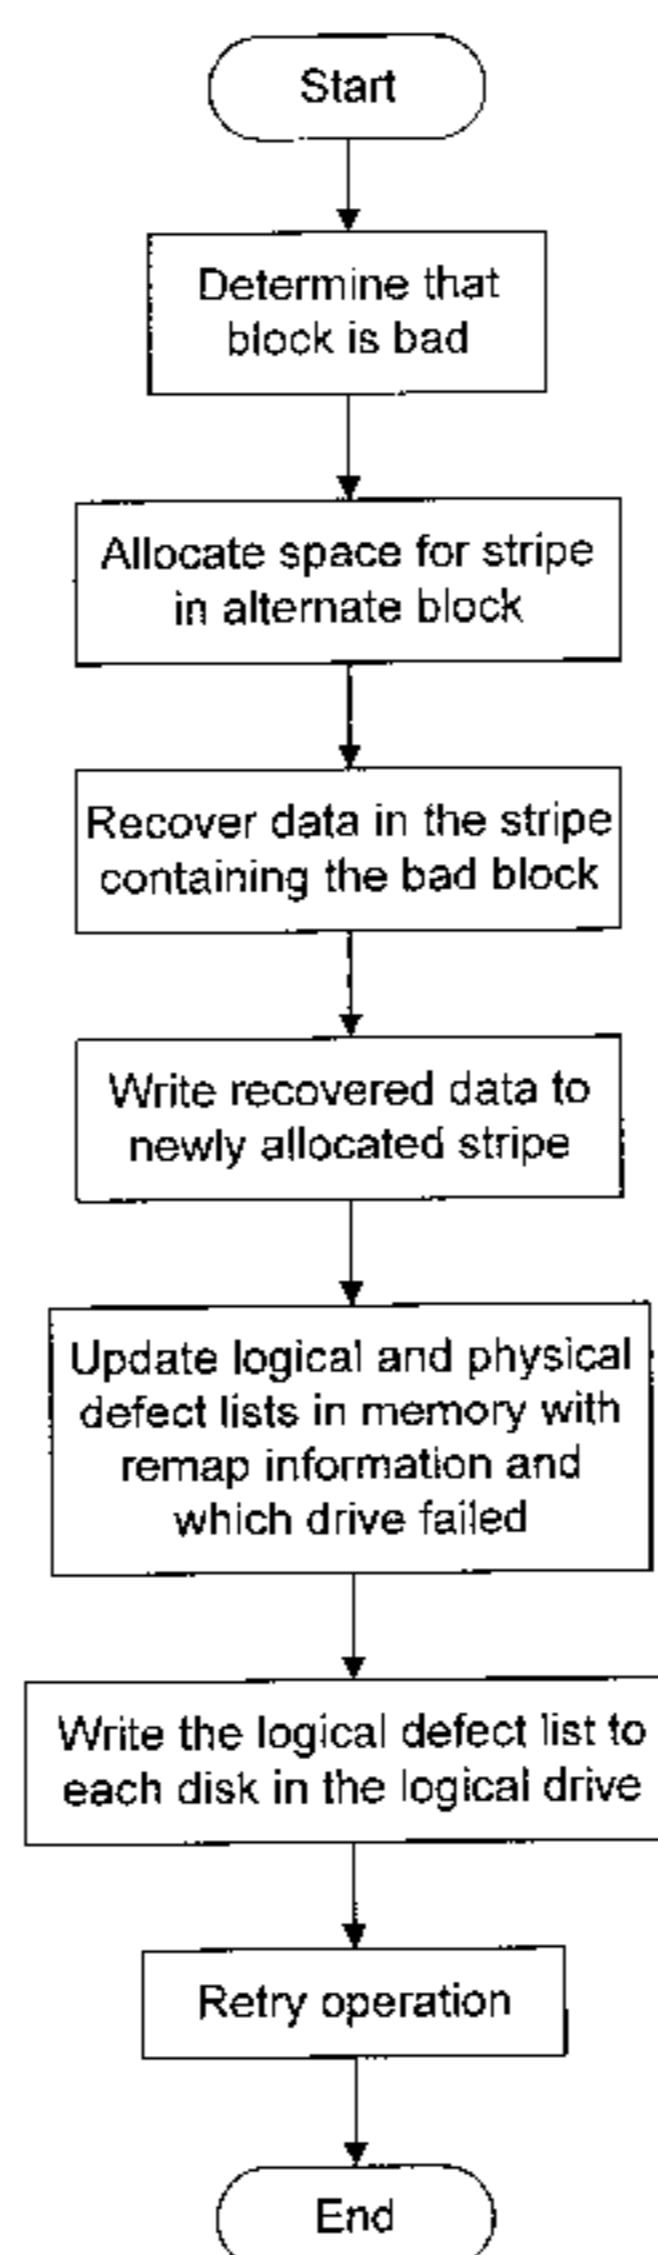 Start
Determine that
block is bad
Allocate space for stripe
in alternate block
Recover data in the stripe
containing the bad block
Write recovered data to
newly allocated stripe
Update logical and physical
defect lists in memory with
remap information and
which drive failed
Write the logical defect list to
each disk in the logical drive
Retry operation
End